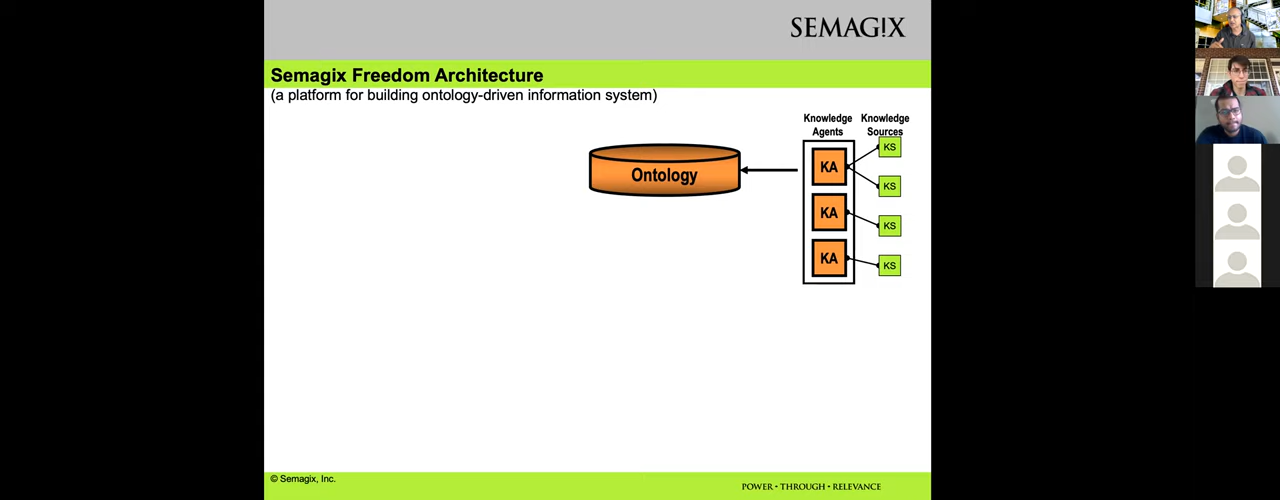 SEMAG!X
Semagix Freedom Architecture
(a platform for building ontology-driven information system)
Knowledge Agents
Knowledge Sources
Ontology
KA
KS
KS
KA
KS
KA
KS
© Semagix, Inc.
POWER • THROUGH • RELEVANCE